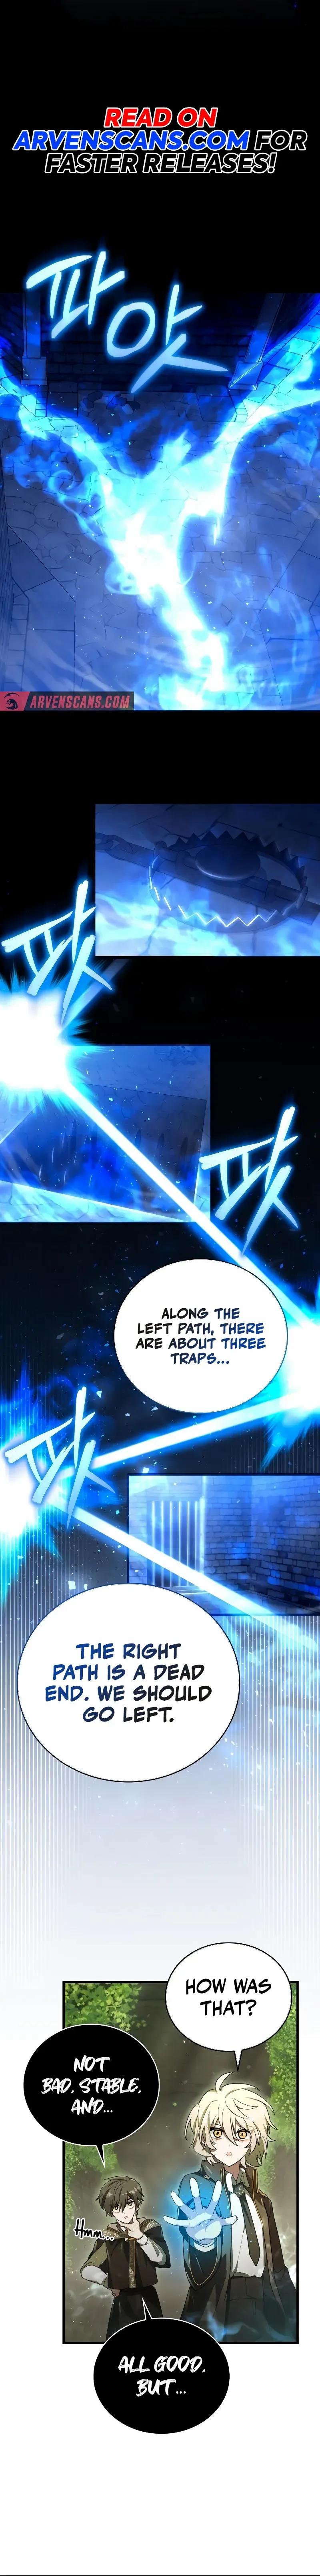 READ ON
ARVENSCANS.COM FOR
FASTER RELEASES!
파앗
ARVENSCANS.COM
팟
팟
ALONG THE
LEFT PATH, THERE
ARE ABOUT THREE
TRAPS...
팟
THE RIGHT
PATH IS A DEAD
END. WE SHOULD
GO LEFT.
HOW WAS
THAT?
NOT
BAD. STABLE,
AND...
Hmm...
ALL GOOD,
BUT...